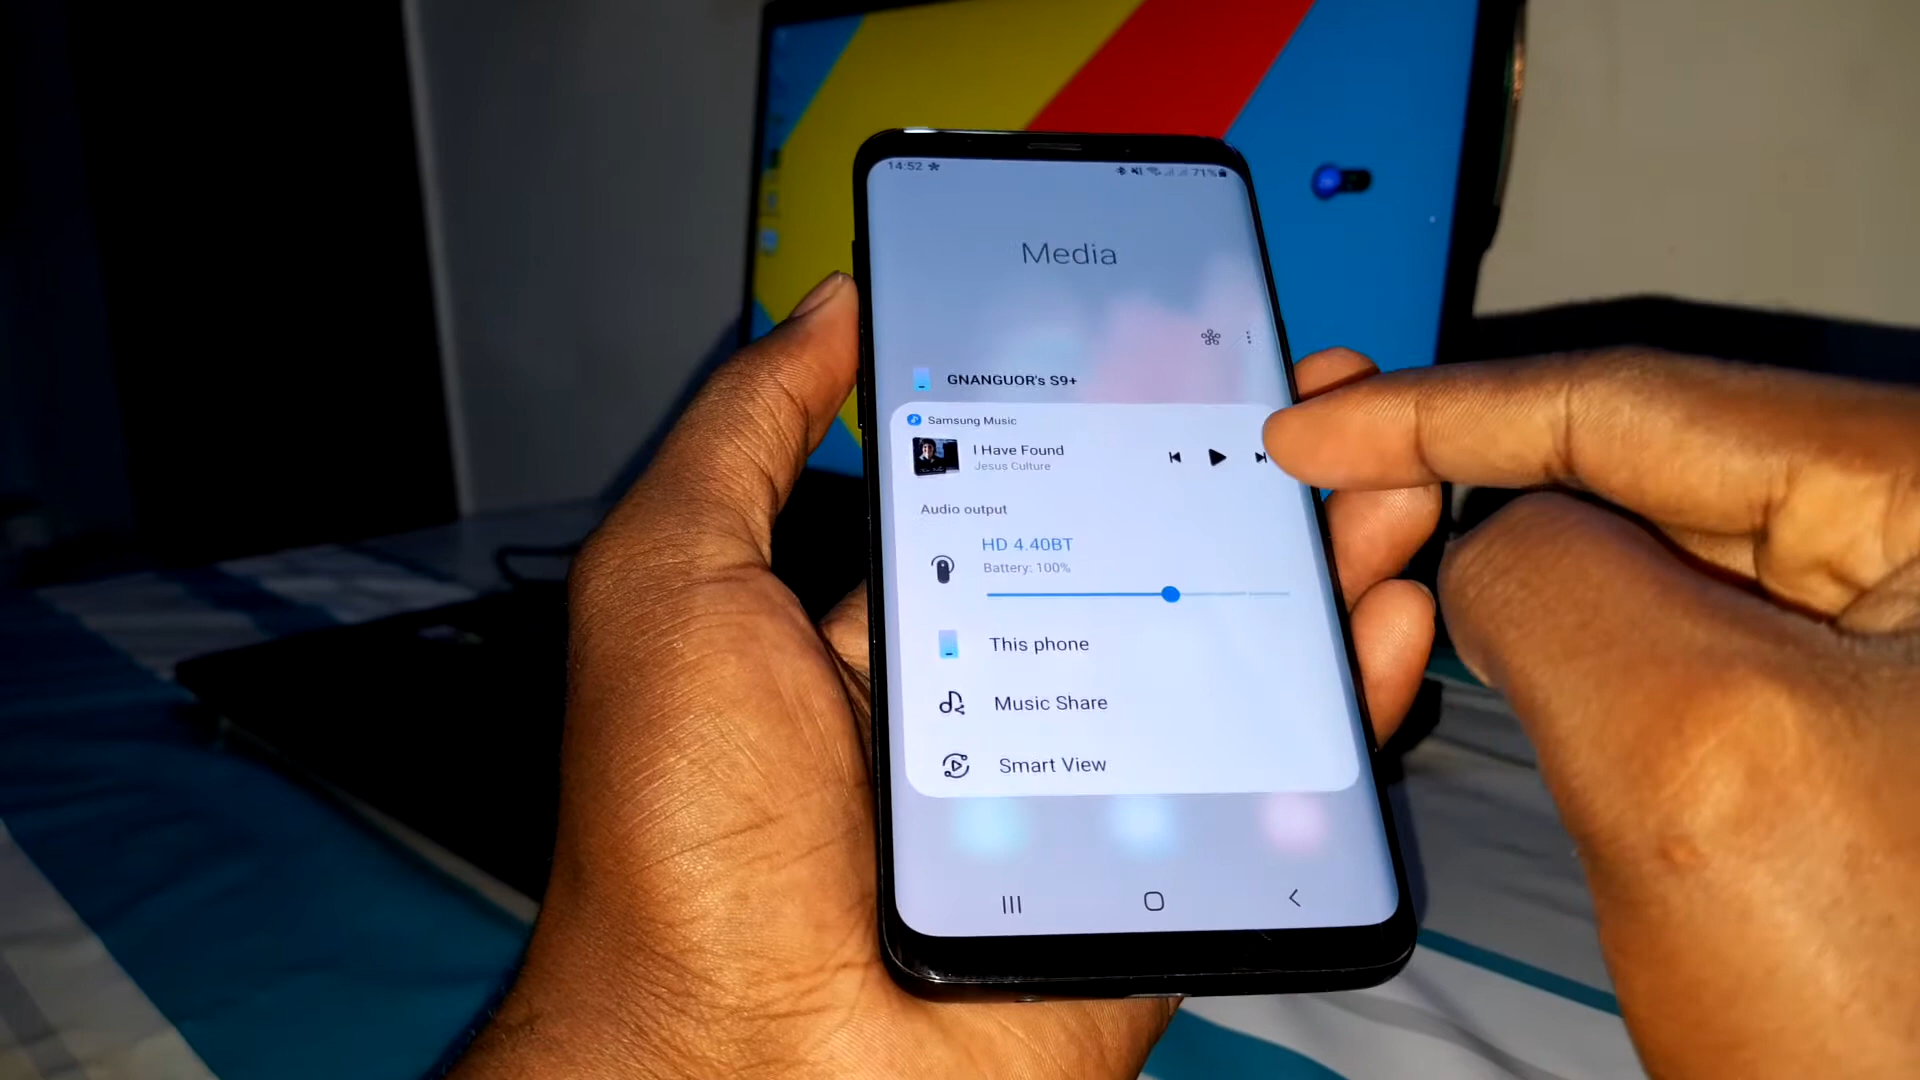 14:52
71%
Media
GNANGUOR's S9+
Samsung Music
I Have Found
Jesus Culture
Audio output
HD 4.40BT
Battery: 100%
This phone
Music Share
Smart View